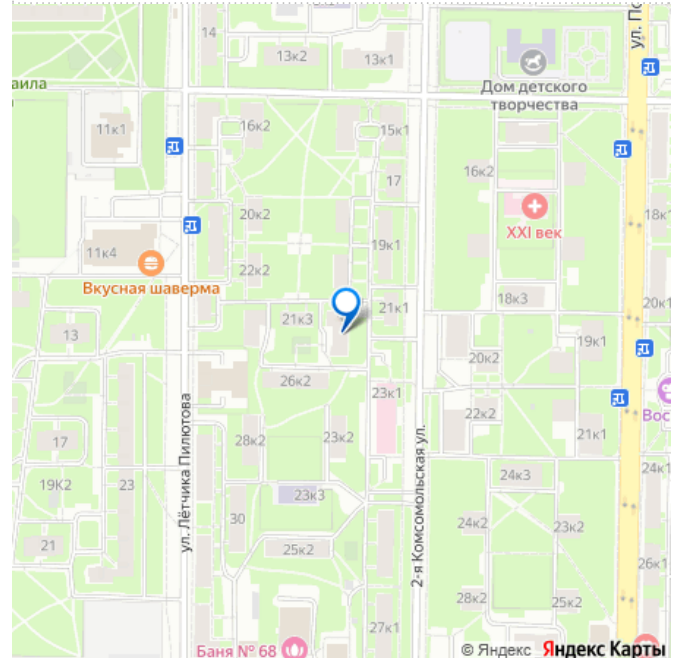 14
13к2
13к1
ул. По
аила
Дом детского
творчества
11к1
16к2
15к1
16к2
17
XXI век
20к2
18к1
11к4
19к1
Вкусная шаверма
22к2
18к3
20к1
21к3
21к1
13
19к1
20к2
26к2
23к1
Вос
22к2
21к1
ул. Лётчика Пилютова
17
28к2
23к2
2-я Комсомольская ул.
24к3
24к1
19К2
23
23к3
30
24к2
23к2
21
25к2
26к1
28к2
25к2
27к1
Баня № 68
© Яндекс Яндекс Карты